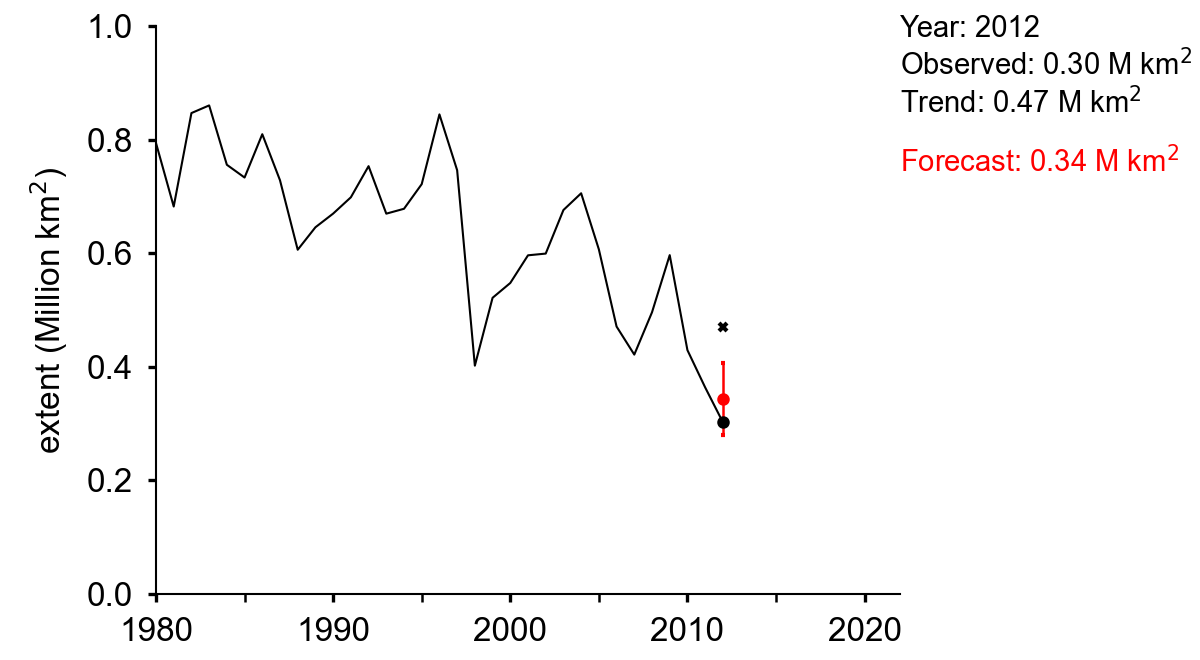 Year: 2012
Observed: 0.30 M km²
Trend: 0.47 M km²
Forecast: 0.34 M km²
extent (Million km²)
1.0
0.8
0.6
0.4
0.2
0.0
1980 1990 2000 2010 2020